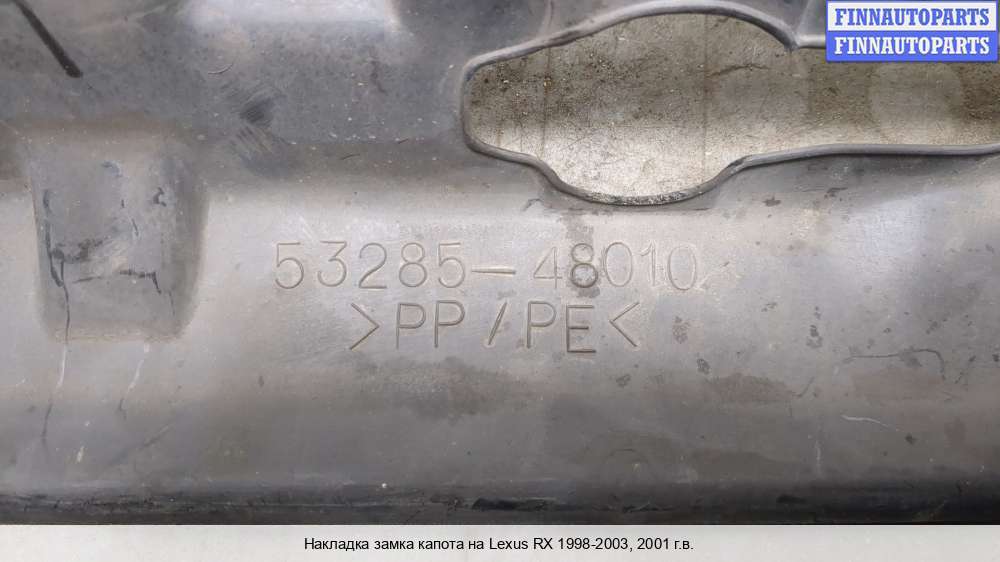 FINNAUTOPARTS
FINNAUTOPARTS
53285-48010
>PP/PE<
Накладка замка капота на Lexus RX 1998-2003, 2001 г.в.